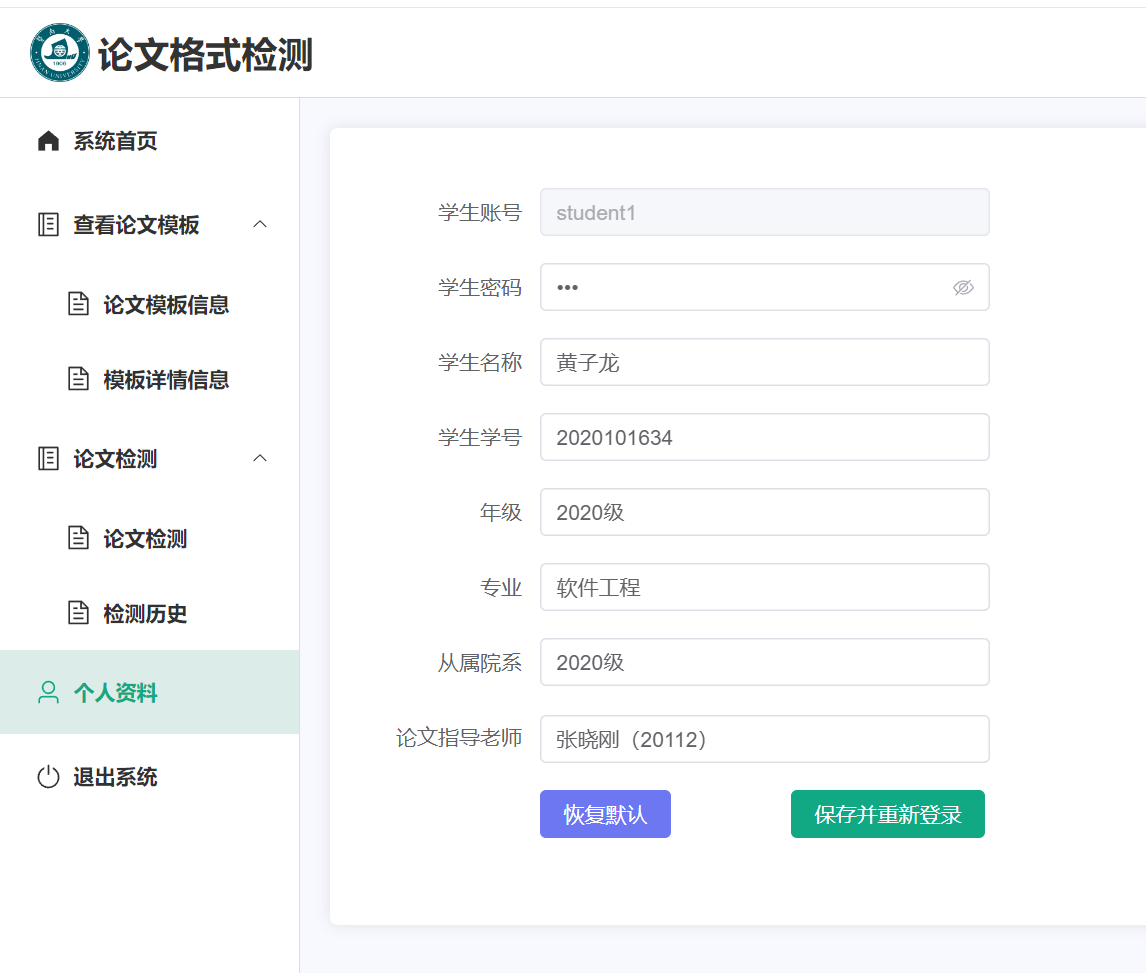 论文格式检测
系统首页
查看论文模板
论文模板信息
模板详情信息
论文检测
论文检测
检测历史
个人资料
退出系统
学生账号 student1
学生密码 •••
学生名称 黄子龙
学生学号 2020101634
年级 2020级
专业 软件工程
从属院系 2020级
论文指导老师 张晓刚（20112）
恢复默认 保存并重新登录